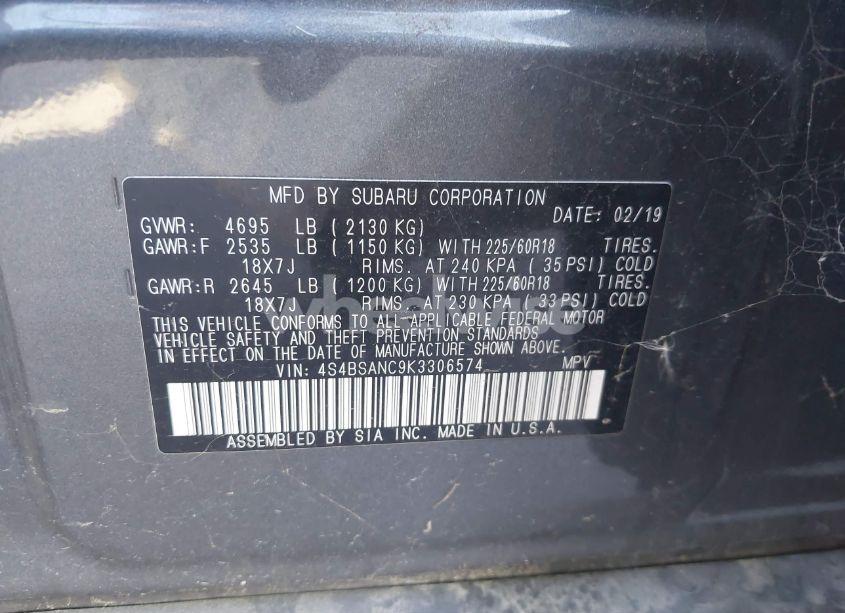 MFD BY SUBARU CORPORATION
DATE: 02/19
GVWR: 4695 LB ( 2130 KG)
GAWR:F 2535 LB ( 1150 KG) WITH 225/60R18 TIRES.
18X7J RIMS. AT 240 KPA ( 35 PSI) COLD
GAWR:R 2645 LB ( 1200 KG) WITH 225/60R18 TIRES.
18X7J RIMS. AT 230 KPA ( 33 PSI) COLD
THIS VEHICLE CONFORMS TO ALL-APPLICABLE FEDERAL MOTOR
VEHICLE SAFETY AND THEFT PREVENTION STANDARDS
IN EFFECT ON THE DATE OF MANUFACTURE SHOWN ABOVE.
VIN: 4S4BSANC9K3306574 MPV
ASSEMBLED BY SIA INC. MADE IN U.S.A.